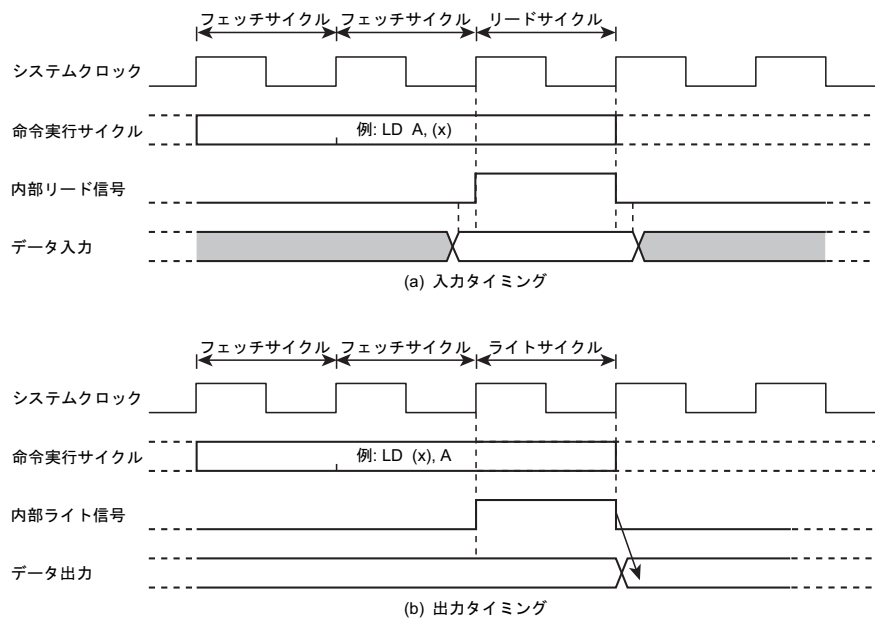 フェッチサイクル フェッチサイクル リードサイクル
システムクロック
命令実行サイクル 例: LD A, (x)
内部リード信号
データ入力
(a) 入力タイミング
フェッチサイクル フェッチサイクル ライトサイクル
システムクロック
命令実行サイクル 例: LD (x), A
内部ライト信号
データ出力
(b) 出力タイミング